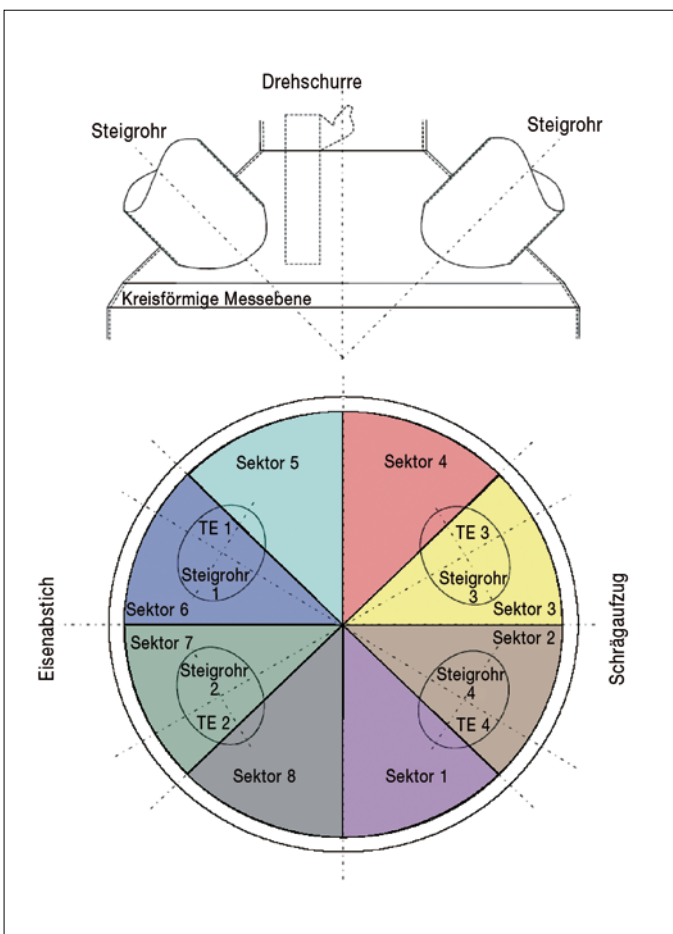 Drehschurre
Steigrohr
Steigrohr
Kreisförmige Messebene
Sektor 5
Sektor 4
TE 1
TE 3
Steigrohr
1
Steigrohr
3
Sektor 6
Sektor 3
Eisenabstich
Schrägaufzug
Sektor 7
Sektor 2
Steigrohr
2
Steigrohr
4
TE 2
TE 4
Sektor 8
Sektor 1